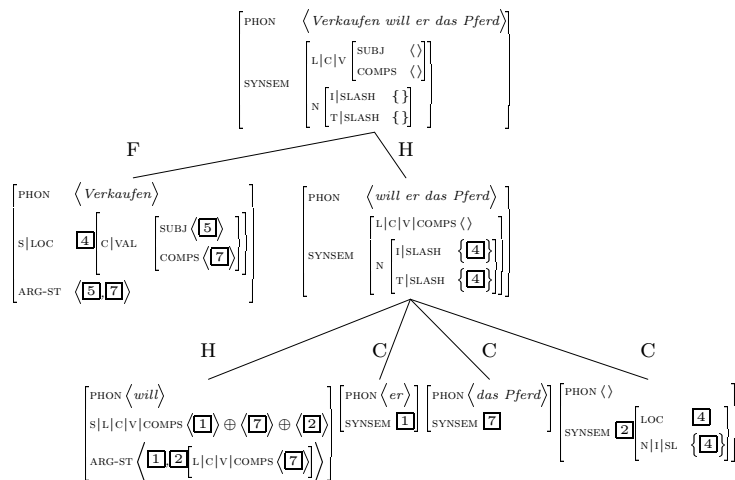 PHON ⟨Verkaufen will er das Pferd⟩
L|C|V SUBJ ⟨⟩
COMPS ⟨⟩
SYNSEM
N I|SLASH {}
T|SLASH {}
F H
PHON ⟨Verkaufen⟩
S|LOC 4 C|VAL SUBJ ⟨5⟩
COMPS ⟨7⟩
ARG-ST ⟨5,7⟩
PHON ⟨will er das Pferd⟩
L|C|V|COMPS ⟨⟩
SYNSEM
N I|SLASH {4}
T|SLASH {4}
H C C C
PHON ⟨will⟩
S|L|C|V|COMPS ⟨1⟩ ⊕ ⟨7⟩ ⊕ ⟨2⟩
ARG-ST ⟨1,2[L|C|V|COMPS ⟨7⟩]⟩
PHON ⟨er⟩
SYNSEM 1
PHON ⟨das Pferd⟩
SYNSEM 7
PHON ⟨⟩
SYNSEM 2 LOC 4
N|I|SL {4}